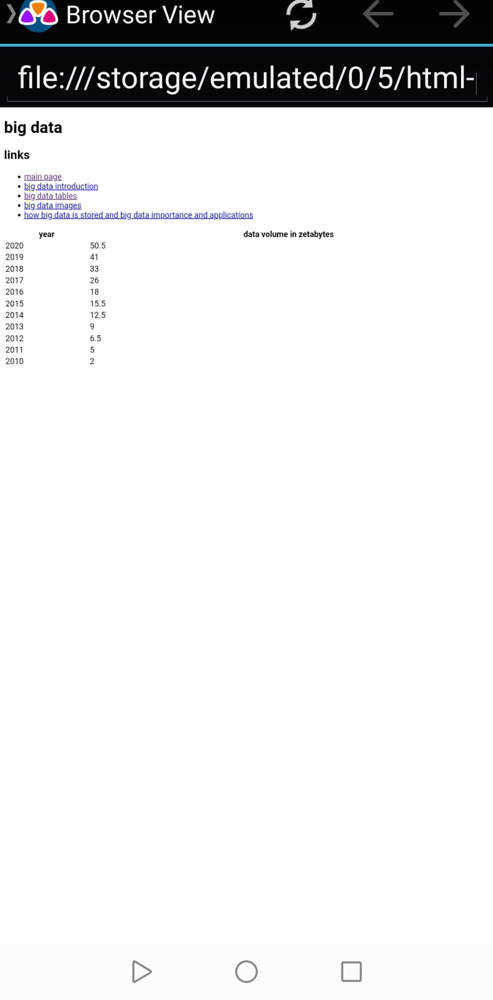 Browser View
file:///storage/emulated/0/5/html-
big data
links
main page
big data introduction
big data tables
big data images
how big data is stored and big data importance and applications
year data volume in zetabytes
2020 50.5
2019 41
2018 33
2017 26
2016 18
2015 15.5
2014 12.5
2013 9
2012 6.5
2011 5
2010 2